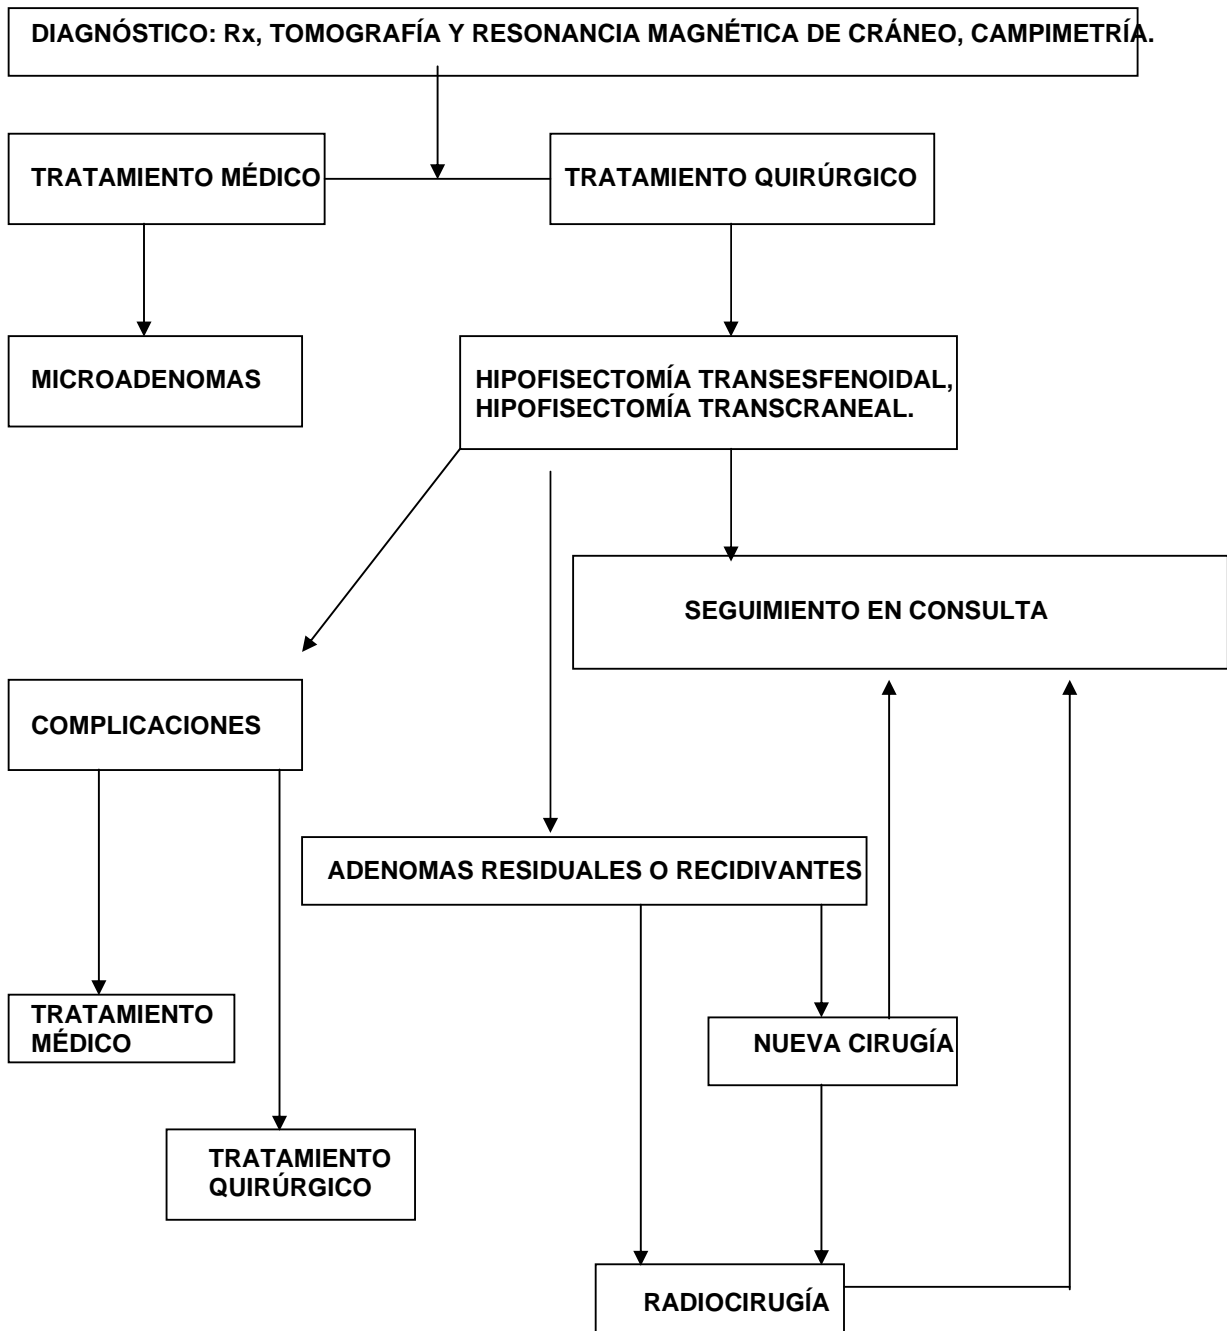 DIAGNÓSTICO: Rx, TOMOGRAFÍA Y RESONANCIA MAGNÉTICA DE CRÁNEO, CAMPIMETRÍA.
TRATAMIENTO MÉDICO
TRATAMIENTO QUIRÚRGICO
MICROADENOMAS
HIPOFISECTOMÍA TRANSESFENOIDAL,
HIPOFISECTOMÍA TRANSCRANEAL.
SEGUIMIENTO EN CONSULTA
COMPLICACIONES
ADENOMAS RESIDUALES O RECIDIVANTES
TRATAMIENTO
MÉDICO
NUEVA CIRUGÍA
TRATAMIENTO
QUIRÚRGICO
RADIOCIRUGÍA